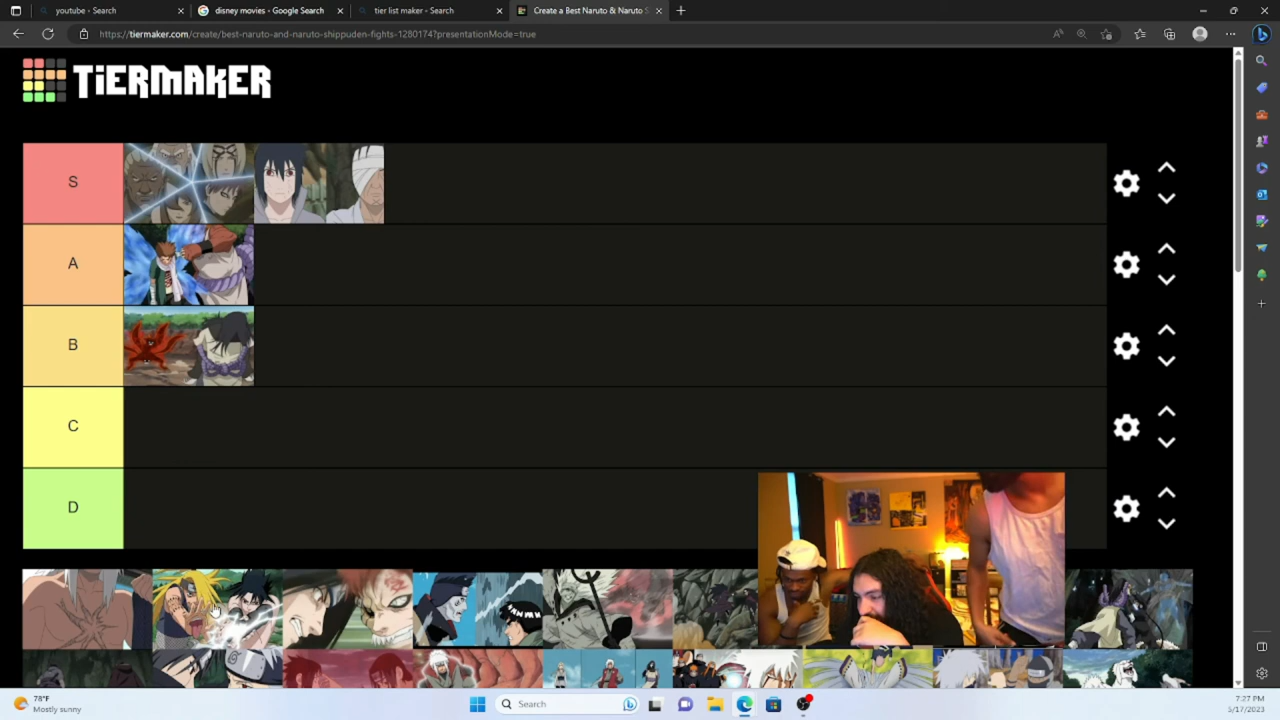 youtube - Search
disney movies - Google Search
tier list maker - Search
Create a Best Naruto & Naruto S
https://tiermaker.com/create/best-naruto-and-naruto-shippuden-fights-1280174?presentationMode=true
TIERMAKER
S
A
B
C
D
78°F
Mostly sunny
Search
7:27 PM
5/17/2023